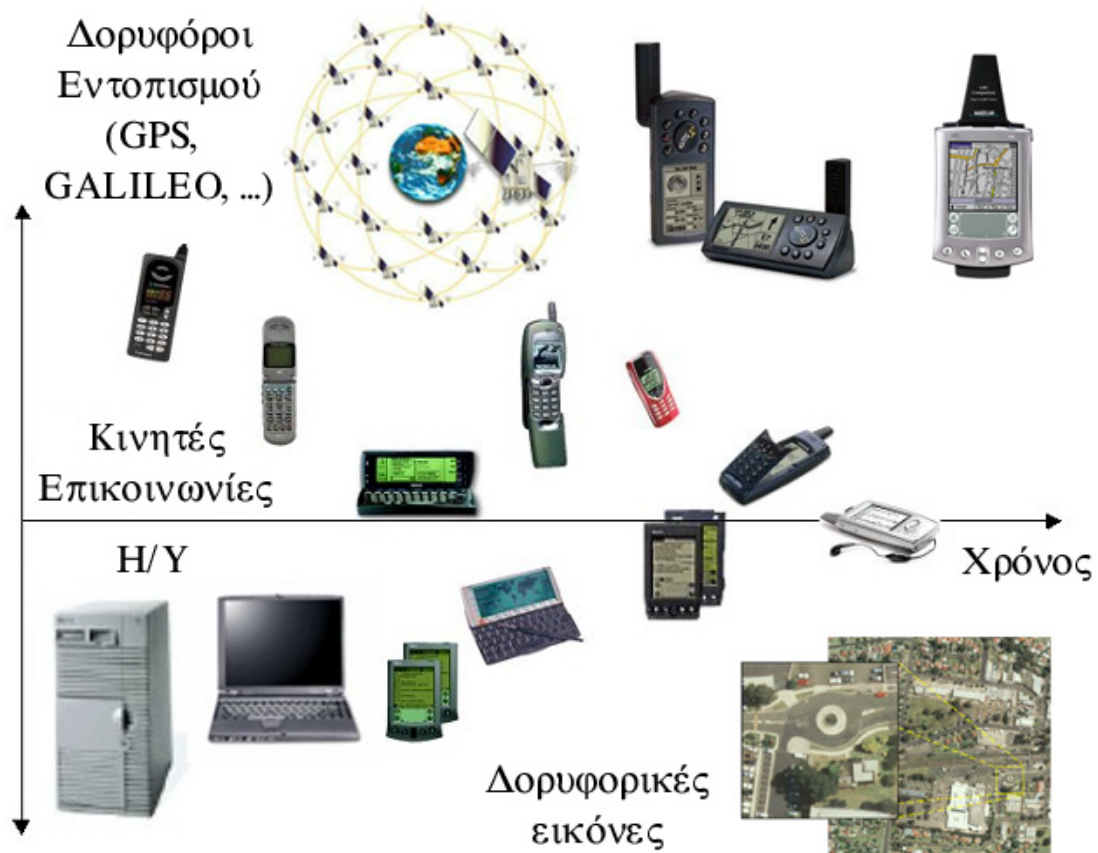 Δορυφόροι
Εντοπισμού
(GPS,
GALILEO, ...)
Κινητές
Επικοινωνίες
Η/Υ
Χρόνος
Δορυφορικές
εικόνες